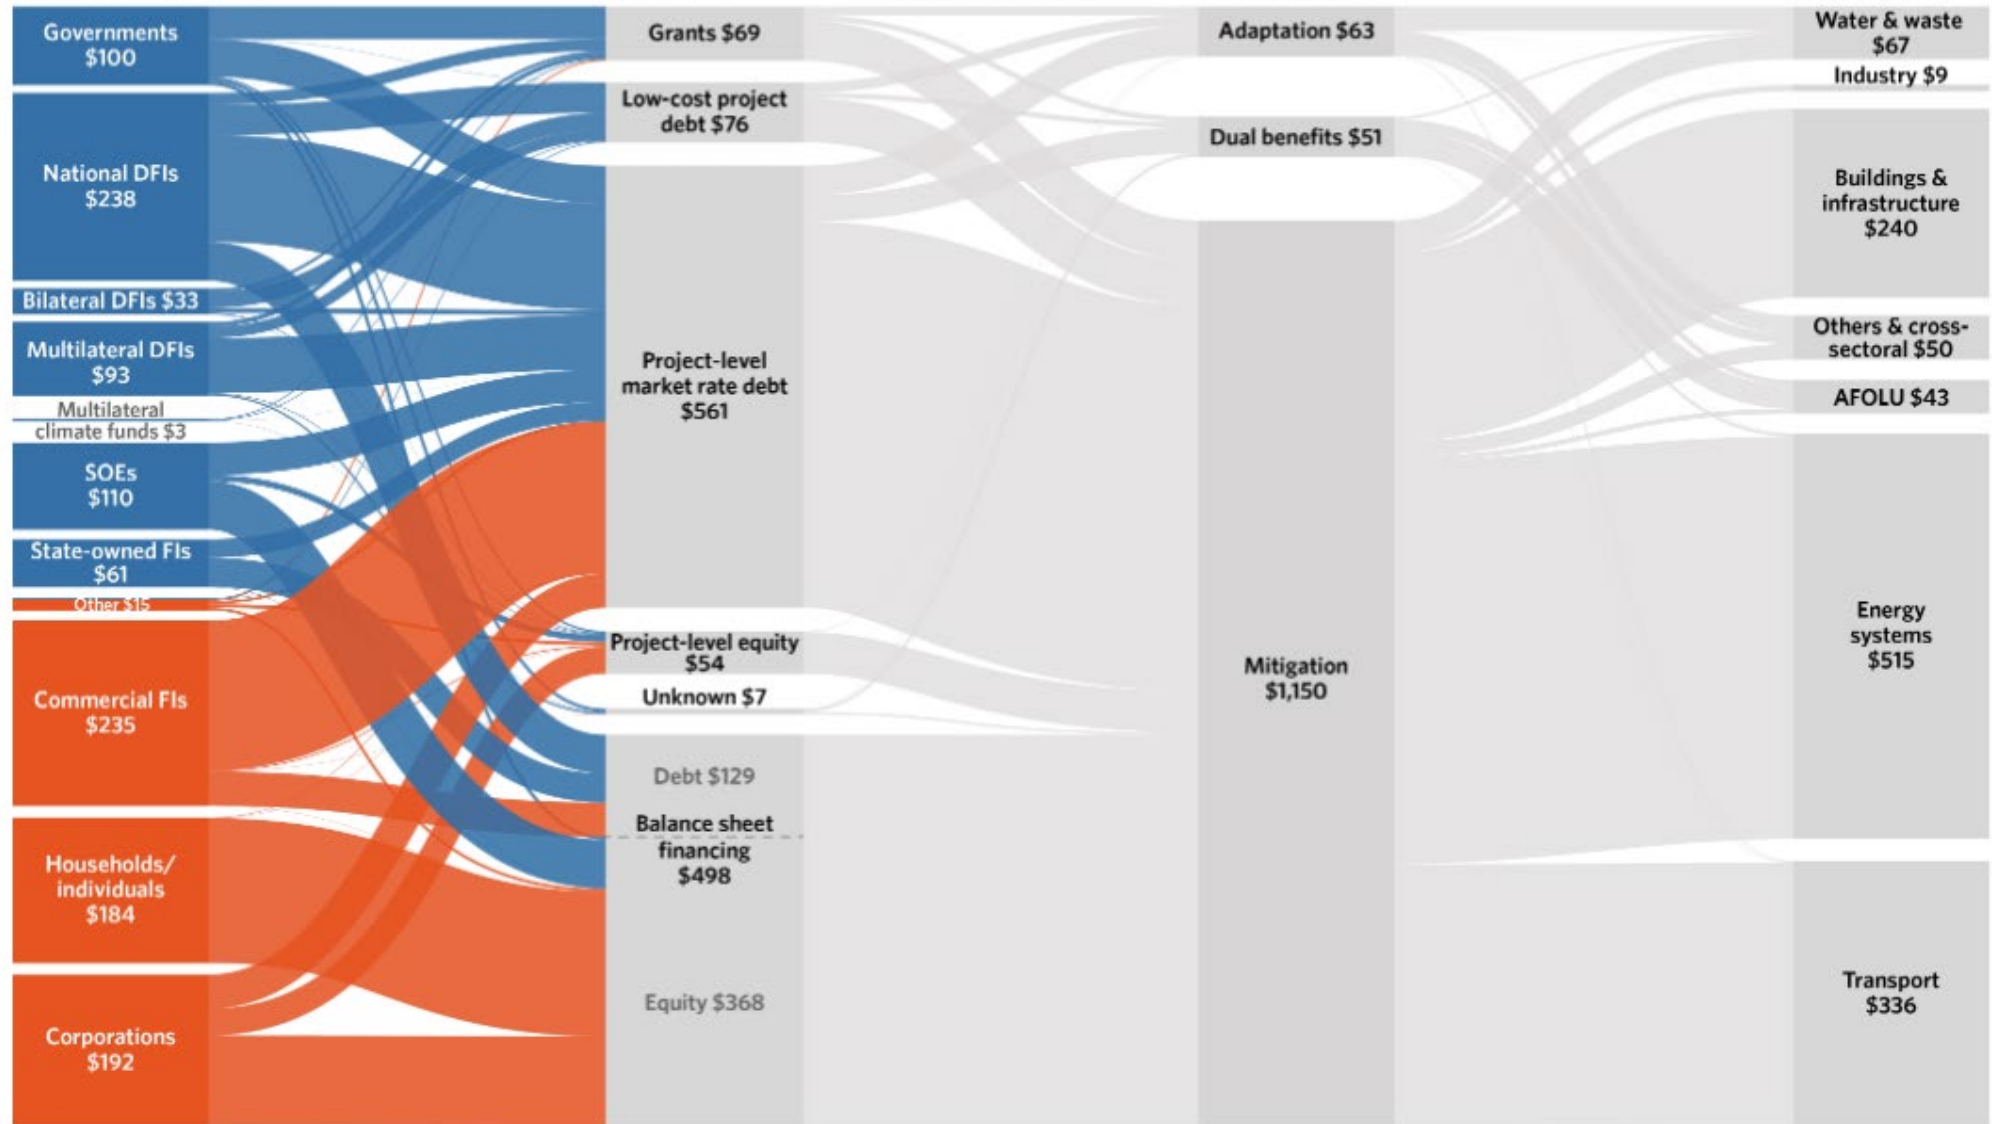 Governments
$100
National DFIs
$238
Bilateral DFIs $33
Multilateral DFIs
$93
Multilateral
climate funds $3
SOEs
$110
State-owned FIs
$61
Other $15
Commercial FIs
$235
Households/
individuals
$184
Corporations
$192
Grants $69
Low-cost project
debt $76
Project-level
market rate debt
$561
Project-level equity
$54
Unknown $7
Debt $129
Balance sheet
financing
$498
Equity $368
Adaptation $63
Dual benefits $51
Mitigation
$1,150
Water & waste
$67
Industry $9
Buildings &
infrastructure
$240
Others & cross-
sectoral $50
AFOLU $43
Energy
systems
$515
Transport
$336